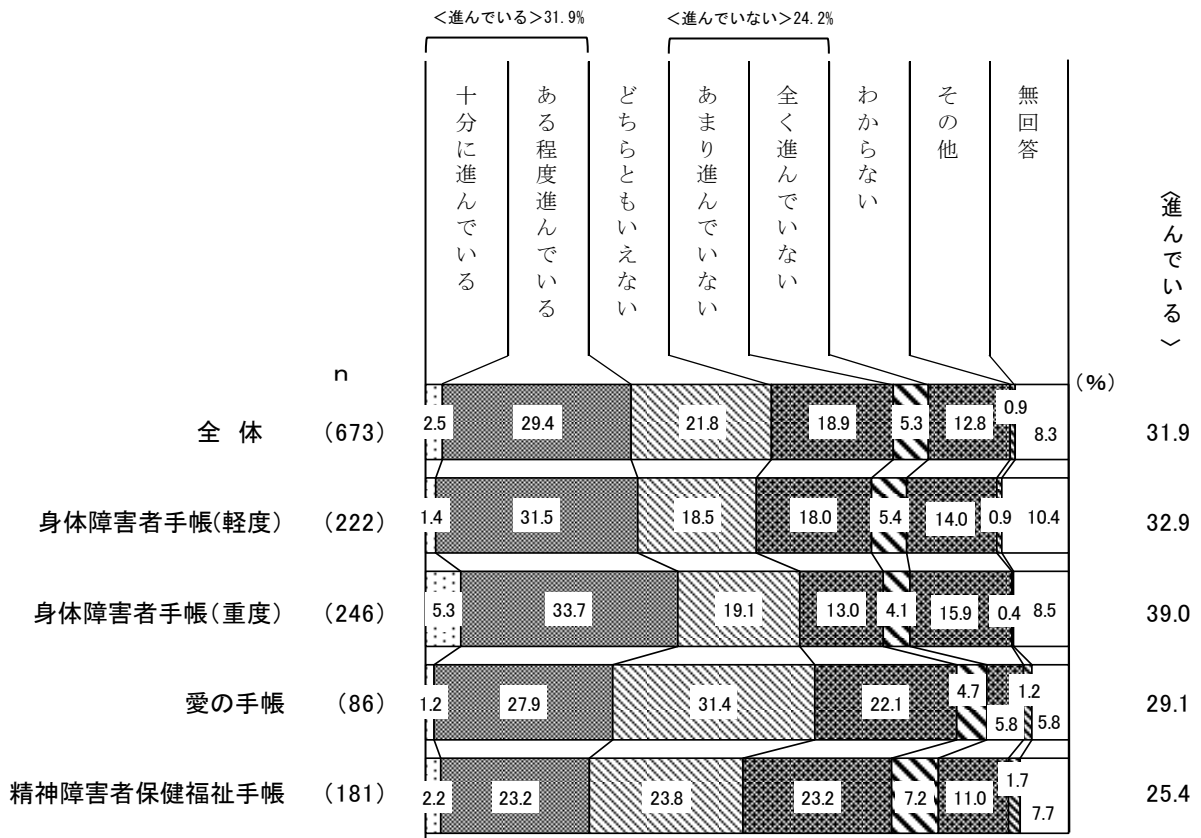 ＜進んでいる＞31.9%
＜進んでいない＞24.2%
十分に進んでいる
ある程度進んでいる
どちらともいえない
あまり進んでいない
全く進んでいない
わからない
その他
無回答
〈進んでいる〉
n
(%)
全 体 (673) 2.5 29.4 21.8 18.9 5.3 12.8 0.9 8.3 31.9
身体障害者手帳(軽度) (222) 1.4 31.5 18.5 18.0 5.4 14.0 0.9 10.4 32.9
身体障害者手帳(重度) (246) 5.3 33.7 19.1 13.0 4.1 15.9 0.4 8.5 39.0
愛の手帳 (86) 1.2 27.9 31.4 22.1 4.7 5.8 1.2 5.8 29.1
精神障害者保健福祉手帳 (181) 2.2 23.2 23.8 23.2 7.2 11.0 1.7 7.7 25.4